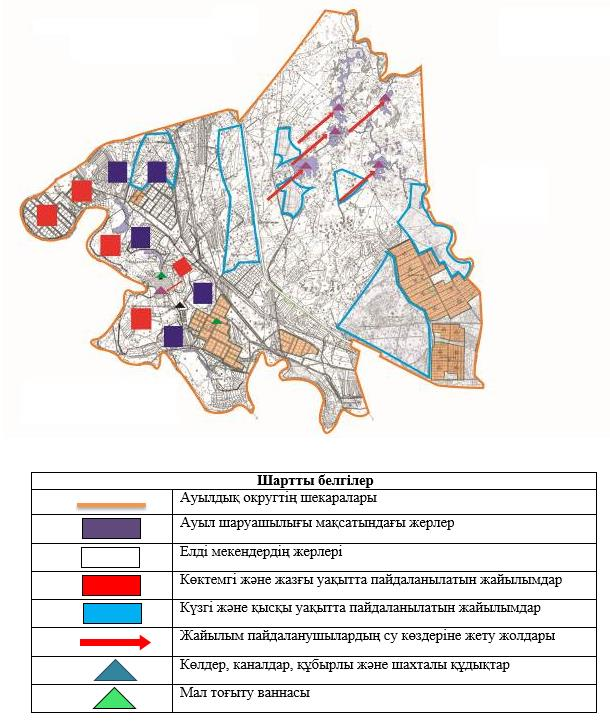 Шартты белгілер
Ауылдық округтің шекаралары
Ауыл шаруашылығы мақсатындағы жерлер
Елді мекендердің жерлері
Көктемгі және жазғы уақытта пайдаланылатын жайылымдар
Күзгі және қысқы уақытта пайдаланылатын жайылымдар
Жайылым пайдаланушылардың су көздеріне жету жолдары
Көлдер, каналдар, құбырлы және шахталы құдықтар
Мал тоғыту ваннасы